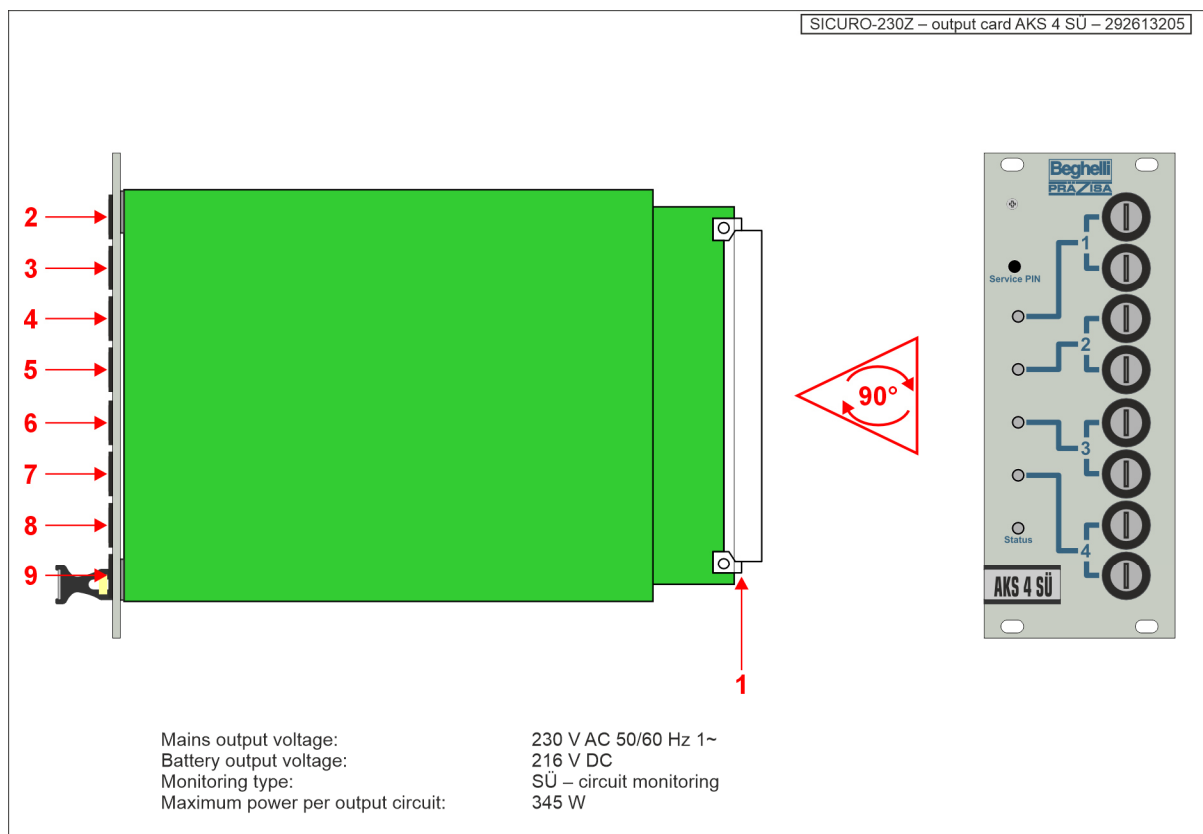 SICURO-230Z – output card AKS 4 SÜ – 292613205
2
3
4
5
6
7
8
9
1
90°
Beghelli
PRÄZISA
1
Service PIN
2
3
Status
4
AKS 4 SÜ
Mains output voltage: 230 V AC 50/60 Hz 1~
Battery output voltage: 216 V DC
Monitoring type: SÜ – circuit monitoring
Maximum power per output circuit: 345 W